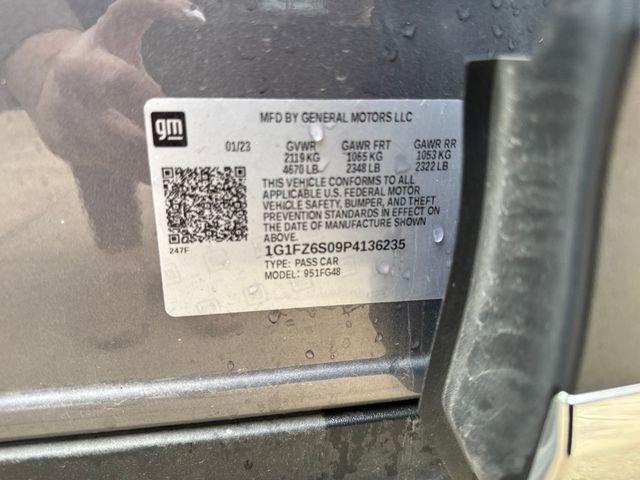 gm
MFD BY GENERAL MOTORS LLC
01/23 GVWR GAWR FRT GAWR RR
2119 KG 1065 KG 1053 KG
4670 LB 2348 LB 2322 LB
THIS VEHICLE CONFORMS TO ALL
APPLICABLE U.S. FEDERAL MOTOR
VEHICLE SAFETY, BUMPER, AND THEFT
PREVENTION STANDARDS IN EFFECT ON
THE DATE OF MANUFACTURE SHOWN ABOVE.
247F
1G1FZ6S09P4136235
TYPE: PASS CAR
MODEL: 951FG48